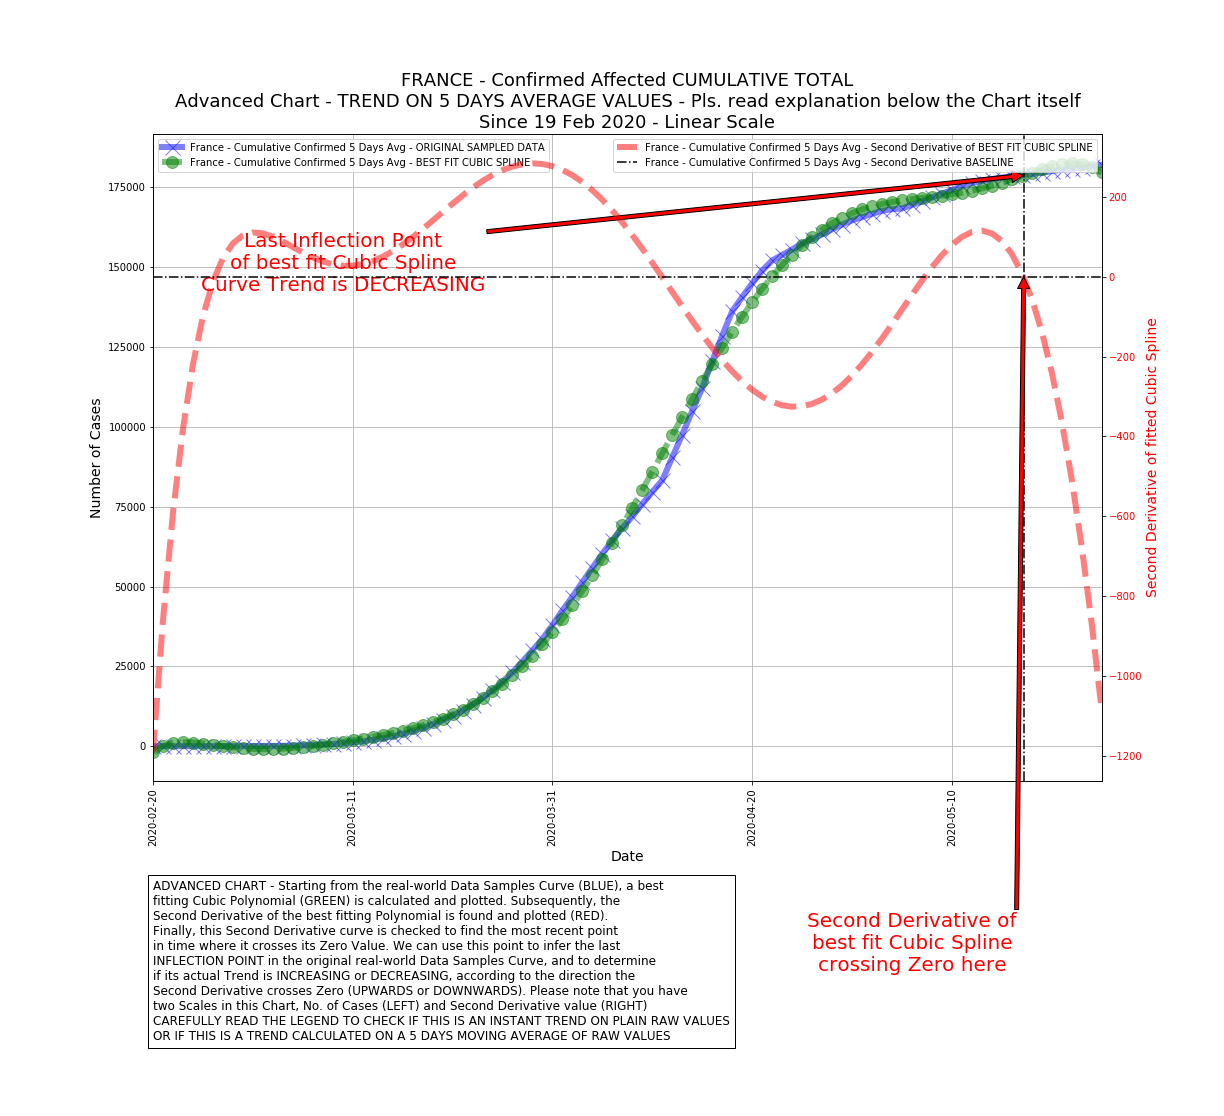 FRANCE - Confirmed Affected CUMULATIVE TOTAL
Advanced Chart - TREND ON 5 DAYS AVERAGE VALUES - Pls. read explanation below the Chart itself
Since 19 Feb 2020 - Linear Scale
France - Cumulative Confirmed 5 Days Avg - ORIGINAL SAMPLED DATA
France - Cumulative Confirmed 5 Days Avg - BEST FIT CUBIC SPLINE
France - Cumulative Confirmed 5 Days Avg - Second Derivative of BEST FIT CUBIC SPLINE
France - Cumulative Confirmed 5 Days Avg - Second Derivative BASELINE
Last Inflection Point
of best fit Cubic Spline
Curve Trend is DECREASING
Number of Cases
175000
150000
125000
100000
75000
50000
25000
0
200
0
−200
−400
−600
−800
−1000
−1200
Second Derivative of fitted Cubic Spline
2020-02-20
2020-03-11
2020-03-31
2020-04-20
2020-05-10
Date
Second Derivative of
best fit Cubic Spline
crossing Zero here
ADVANCED CHART - Starting from the real-world Data Samples Curve (BLUE), a best
fitting Cubic Polynomial (GREEN) is calculated and plotted. Subsequently, the
Second Derivative of the best fitting Polynomial is found and plotted (RED).
Finally, this Second Derivative curve is checked to find the most recent point
in time where it crosses its Zero Value. We can use this point to infer the last
INFLECTION POINT in the original real-world Data Samples Curve, and to determine
if its actual Trend is INCREASING or DECREASING, according to the direction the
Second Derivative crosses Zero (UPWARDS or DOWNWARDS). Please note that you have
two Scales in this Chart, No. of Cases (LEFT) and Second Derivative value (RIGHT)
CAREFULLY READ THE LEGEND TO CHECK IF THIS IS AN INSTANT TREND ON PLAIN RAW VALUES
OR IF THIS IS A TREND CALCULATED ON A 5 DAYS MOVING AVERAGE OF RAW VALUES